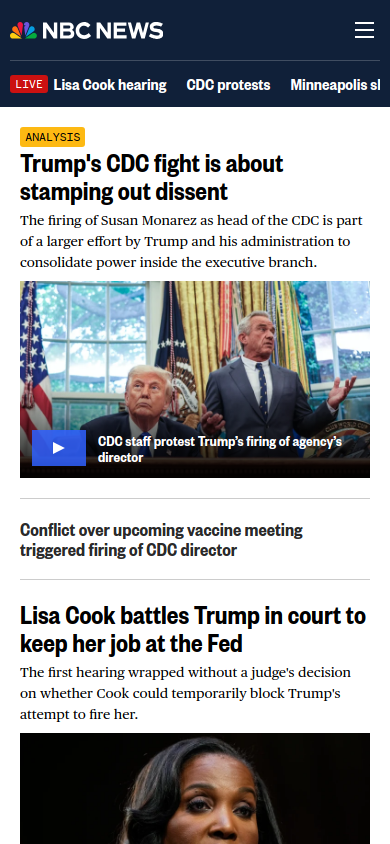 NBC NEWS
LIVE Lisa Cook hearing CDC protests Minneapolis
ANALYSIS
Trump's CDC fight is about
stamping out dissent
The firing of Susan Monarez as head of the CDC is part
of a larger effort by Trump and his administration to
consolidate power inside the executive branch.
CDC staff protest Trump’s firing of agency’s
director
Conflict over upcoming vaccine meeting
triggered firing of CDC director
Lisa Cook battles Trump in court to
keep her job at the Fed
The first hearing wrapped without a judge's decision
on whether Cook could temporarily block Trump's
attempt to fire her.